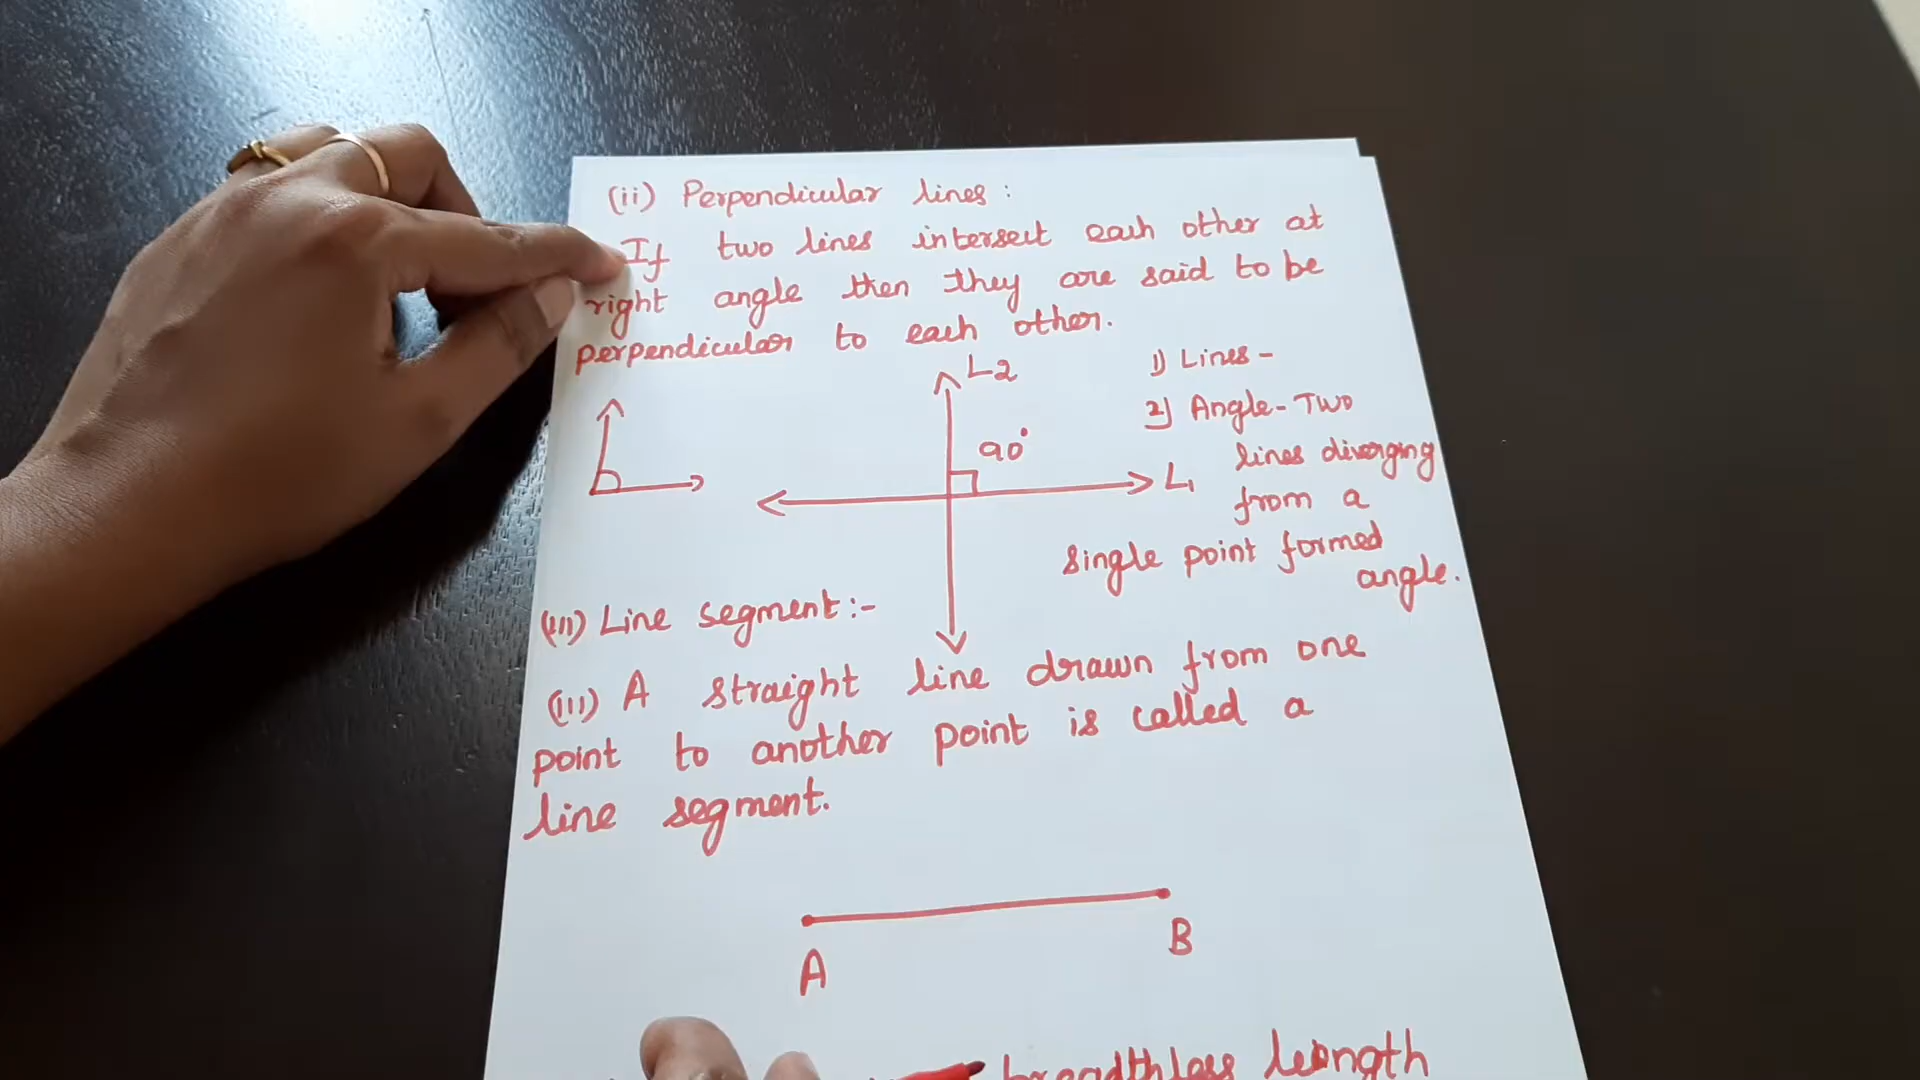 (ii) Perpendicular lines :
If two lines intersect each other at
right angle then they are said to be
perpendicular to each other.
L2
1) Lines -
2) Angle - Two
lines diverging
from a
single point formed
angle.
90°
L1
(iii) Line segment :-
(iii) A straight line drawn from one
point to another point is called a
line segment.
A
B
breadthless length